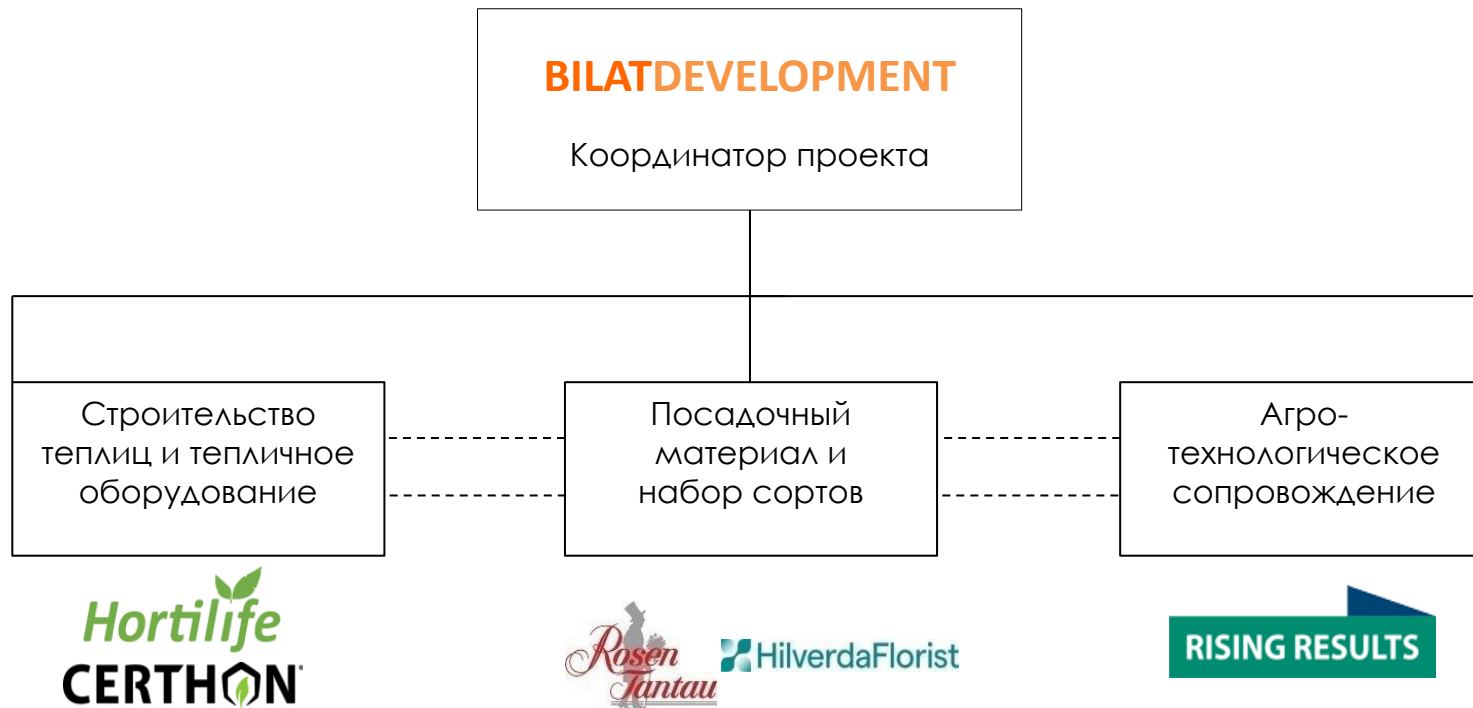 BILATDEVELOPMENT
Координатор проекта
Строительство
теплиц и тепличное
оборудование
Посадочный
материал и
набор сортов
Агро-
технологическое
сопровождение
Hortilife
CERTHON
Rosen
Tantau
HilverdaFlorist
RISING RESULTS